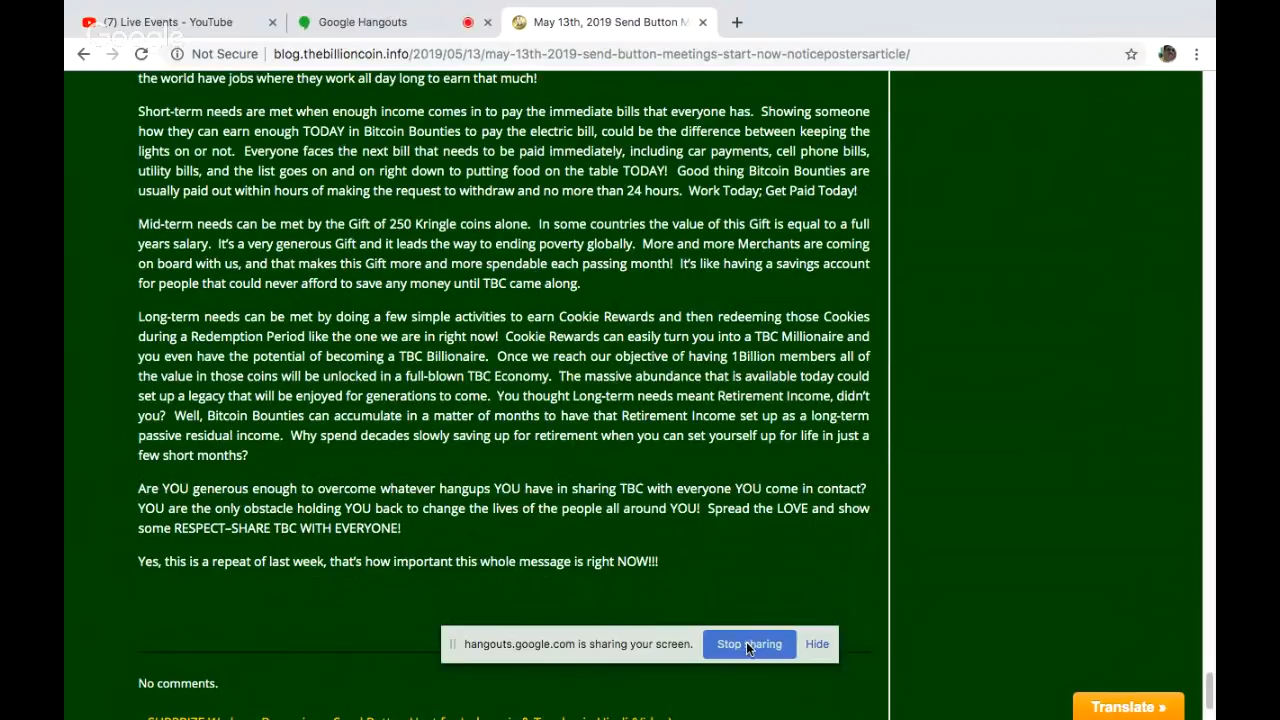 (7) Live Events - YouTube
Google Hangouts
May 13th, 2019 Send Button M
Google
Not Secure
blog.thebillioncoin.info/2019/05/13/may-13th-2019-send-button-meetings-start-now-noticepostersarticle/
the world have jobs where they work all day long to earn that much!
Short-term needs are met when enough income comes in to pay the immediate bills that everyone has. Showing someone
how they can earn enough TODAY in Bitcoin Bounties to pay the electric bill, could be the difference between keeping the
lights on or not. Everyone faces the next bill that needs to be paid immediately, including car payments, cell phone bills,
utility bills, and the list goes on and on right down to putting food on the table TODAY! Good thing Bitcoin Bounties are
usually paid out within hours of making the request to withdraw and no more than 24 hours. Work Today; Get Paid Today!
Mid-term needs can be met by the Gift of 250 Kringle coins alone. In some countries the value of this Gift is equal to a full
years salary. It's a very generous Gift and it leads the way to ending poverty globally. More and more Merchants are coming
on board with us, and that makes this Gift more and more spendable each passing month! It's like having a savings account
for people that could never afford to save any money until TBC came along.
Long-term needs can be met by doing a few simple activities to earn Cookie Rewards and then redeeming those Cookies
during a Redemption Period like the one we are in right now! Cookie Rewards can easily turn you into a TBC Millionaire and
you even have the potential of becoming a TBC Billionaire. Once we reach our objective of having 1Billion members all of
the value in those coins will be unlocked in a full-blown TBC Economy. The massive abundance that is available today could
set up a legacy that will be enjoyed for generations to come. You thought Long-term needs meant Retirement Income, didn't
you? Well, Bitcoin Bounties can accumulate in a matter of months to have that Retirement Income set up as a long-term
passive residual income. Why spend decades slowly saving up for retirement when you can set yourself up for life in just a
few short months?
Are YOU generous enough to overcome whatever hangups YOU have in sharing TBC with everyone YOU come in contact?
YOU are the only obstacle holding YOU back to change the lives of the people all around YOU! Spread the LOVE and show
some RESPECT–SHARE TBC WITH EVERYONE!
Yes, this is a repeat of last week, that's how important this whole message is right NOW!!!
hangouts.google.com is sharing your screen.
Stop sharing
Hide
No comments.
Translate »